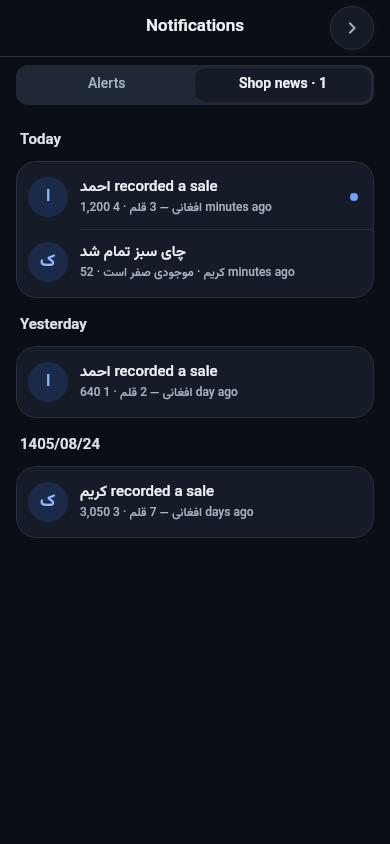 Notifications
Alerts
Shop news · 1
Today
ا
احمد recorded a sale
1,200 افغانی — 3 قلم · 4 minutes ago
ک
چای سبز تمام شد
کریم · موجودی صفر است · 52 minutes ago
Yesterday
ا
احمد recorded a sale
640 افغانی — 2 قلم · 1 day ago
1405/08/24
ک
کریم recorded a sale
3,050 افغانی — 7 قلم · 3 days ago